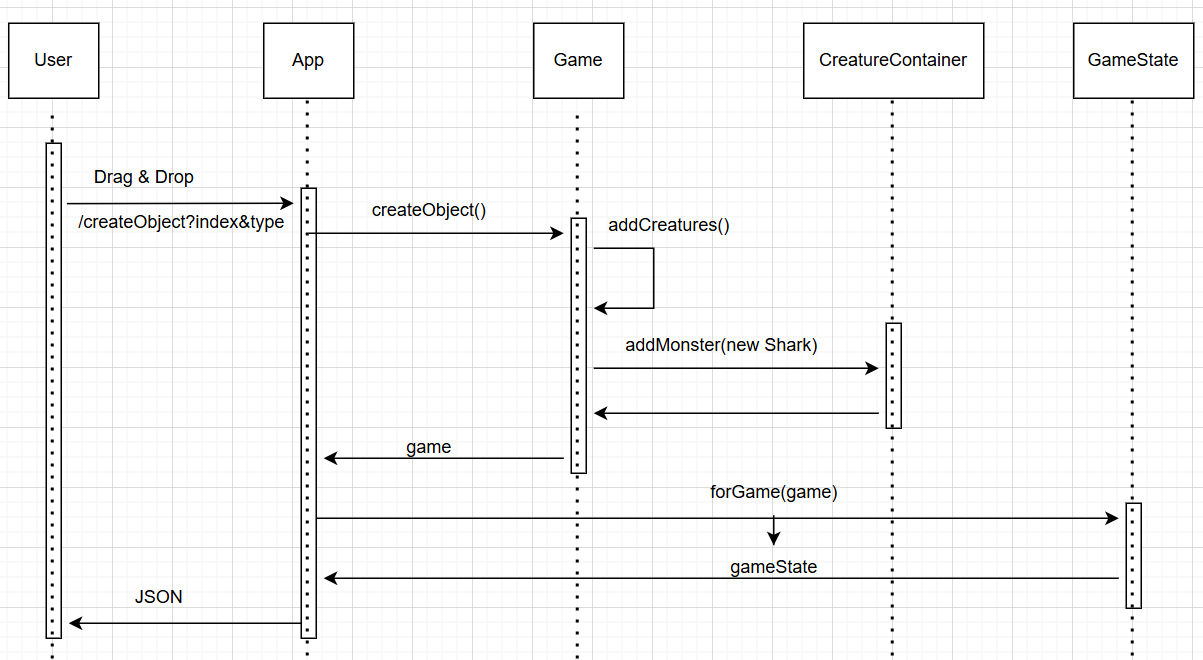 User
App
Game
CreatureContainer
GameState
Drag & Drop
/createObject?index&type
createObject()
addCreatures()
addMonster(new Shark)
game
forGame(game)
gameState
JSON